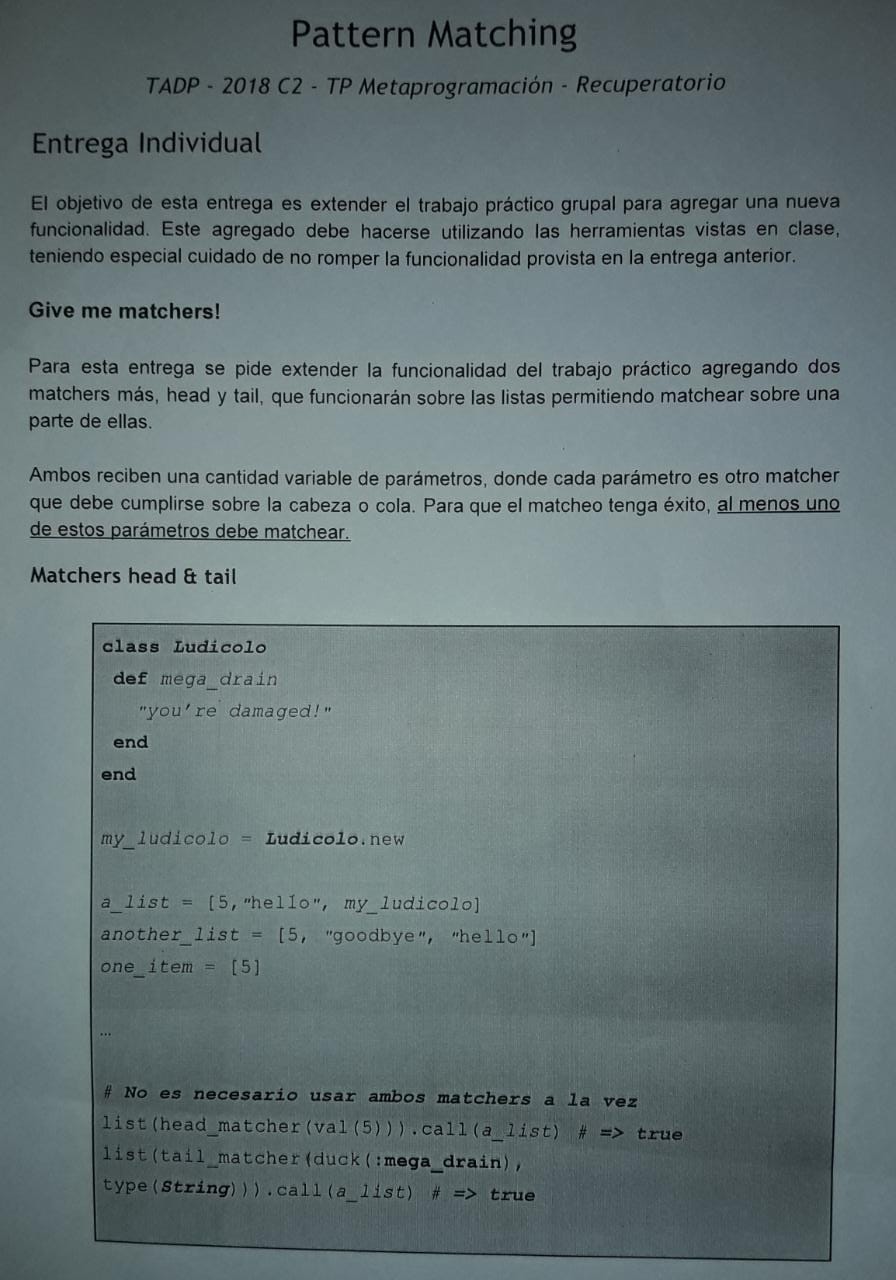 Pattern Matching
TADP - 2018 C2 - TP Metaprogramación - Recuperatorio
Entrega Individual
El objetivo de esta entrega es extender el trabajo práctico grupal para agregar una nueva
funcionalidad. Este agregado debe hacerse utilizando las herramientas vistas en clase,
teniendo especial cuidado de no romper la funcionalidad provista en la entrega anterior.
Give me matchers!
Para esta entrega se pide extender la funcionalidad del trabajo práctico agregando dos
matchers más, head y tail, que funcionarán sobre las listas permitiendo matchear sobre una
parte de ellas.
Ambos reciben una cantidad variable de parámetros, donde cada parámetro es otro matcher
que debe cumplirse sobre la cabeza o cola. Para que el matcheo tenga éxito, al menos uno
de estos parámetros debe matchear.
Matchers head & tail
class Ludicolo
def mega_drain
"you're damaged!"
end
end
my_ludicolo = Ludicolo.new
a_list = [5,"hello", my_ludicolo]
another_list = [5, "goodbye", "hello"]
one_item = [5]
...
# No es necesario usar ambos matchers a la vez
list(head_matcher(val(5))).call(a_list) # => true
list(tail_matcher(duck(:mega_drain),
type(String))).call(a_list) # => true